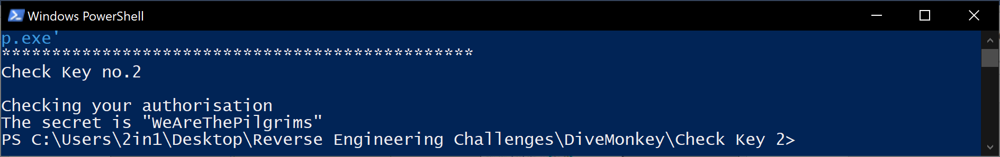 Windows PowerShell
p.exe'
***********************************************
Check Key no.2
Checking your authorisation
The secret is "WeAreThePilgrims"
PS C:\Users\2in1\Desktop\Reverse Engineering Challenges\DiveMonkey\Check Key 2>